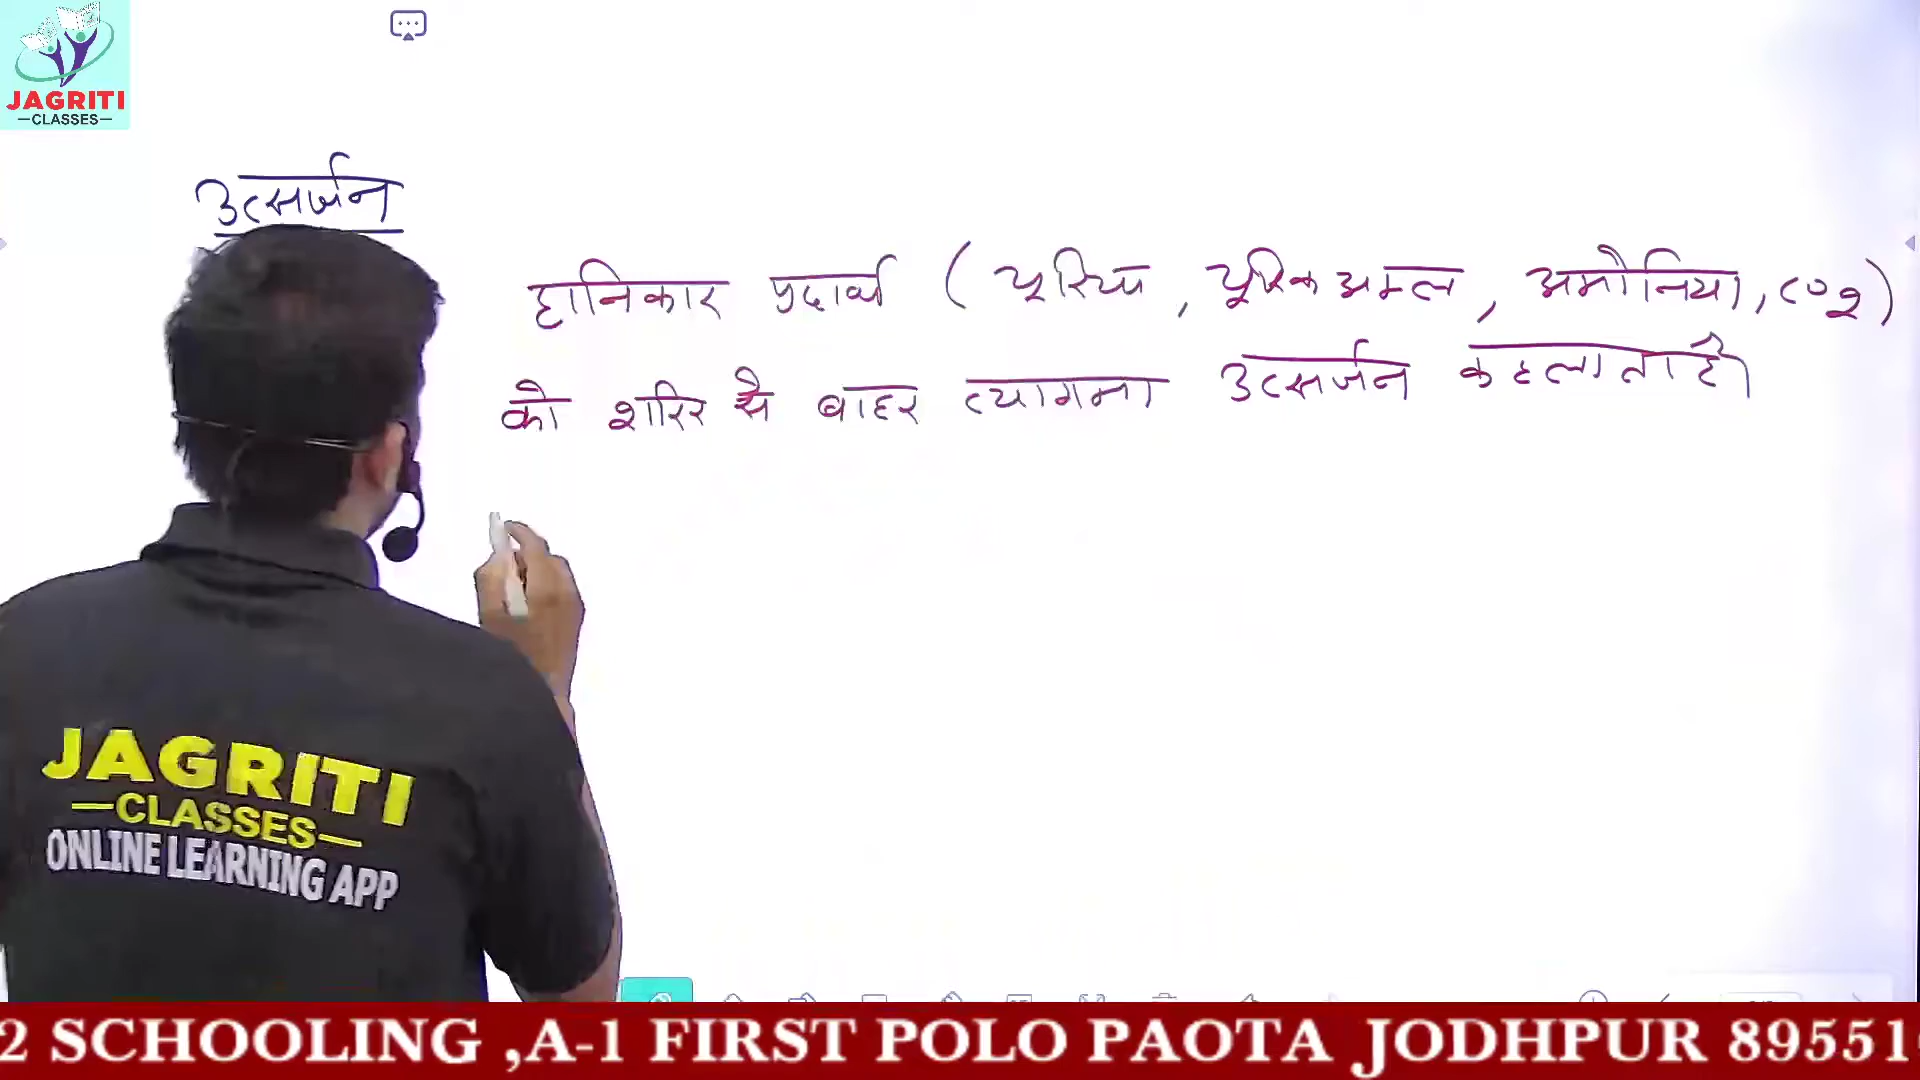 JAGRITI
CLASSES
उत्सर्जन
हानिकार पदार्थ ( यूरिया , यूरिक अम्ल , अमोनिया , CO2 )
को शरिर से बाहर त्यागना उत्सर्जन कहलाता है।
JAGRITI
CLASSES
ONLINE LEARNING APP
2 SCHOOLING ,A-1 FIRST POLO PAOTA JODHPUR 89551